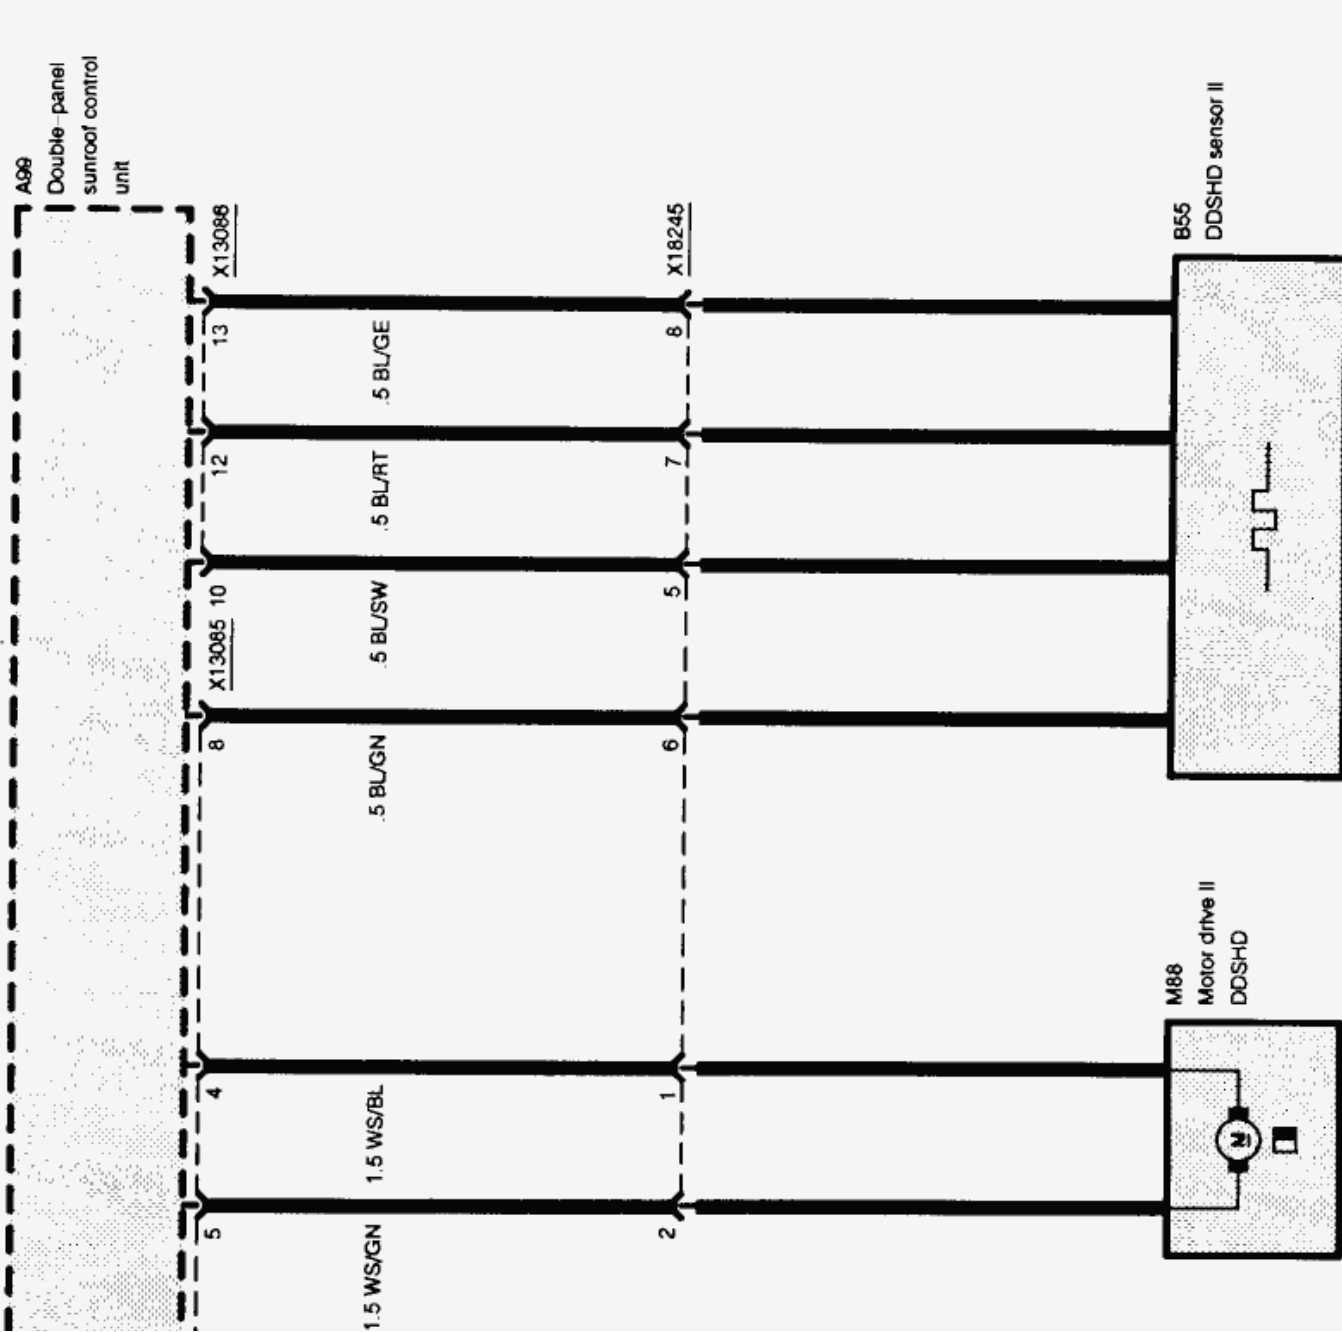 A99
Double-panel
sunroof control
unit
X13086
X18245
B55
DDSHD sensor II
13
.5 BL/GE
8
12
.5 BL/RT
7
10
.5 BL/SW
5
X13085
8
.5 BL/GN
6
M88
Motor drive II
DDSHD
4
1.5 WS/BL
1
M
5
1.5 WS/GN
2